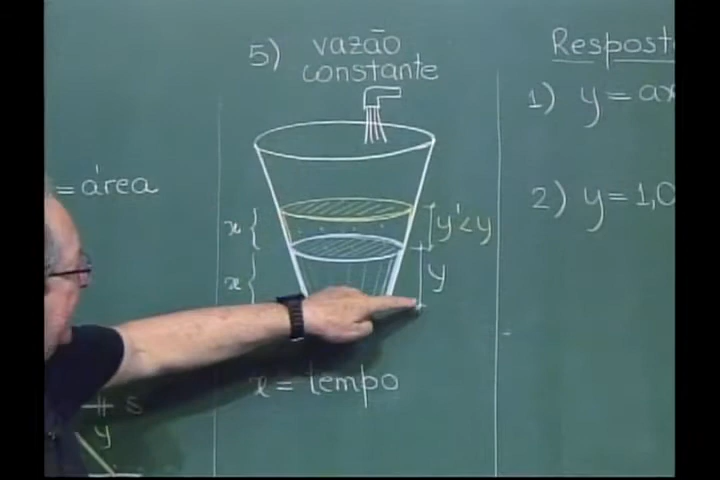 = área
# s
y
5) vazão
constante
x {
x {
y' < y
y
x = tempo
Respost
1) y = ax
2) y = 1,0